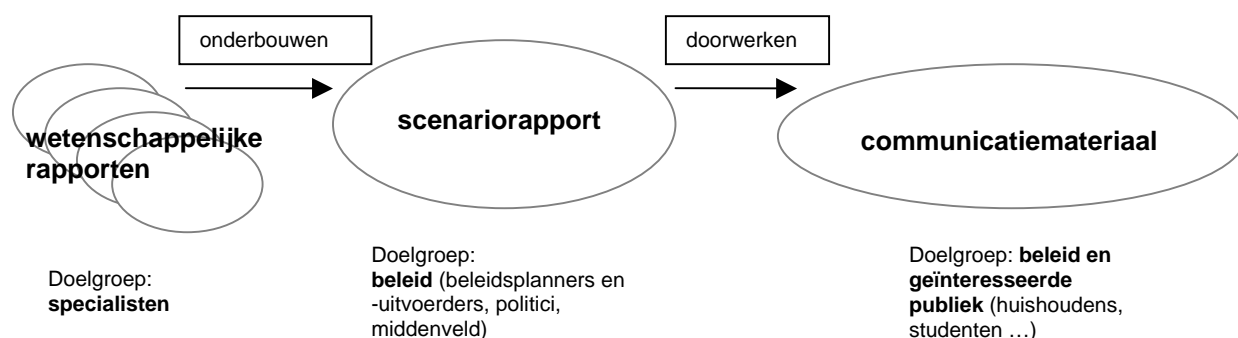 onderbouwen
doorwerken
wetenschappelijke
rapporten
scenariorapport
communicatiemateriaal
Doelgroep:
specialisten
Doelgroep:
beleid (beleidsplanners en
-uitvoerders, politici,
middenveld)
Doelgroep: beleid en
geïnteresseerde
publiek (huishoudens,
studenten …)